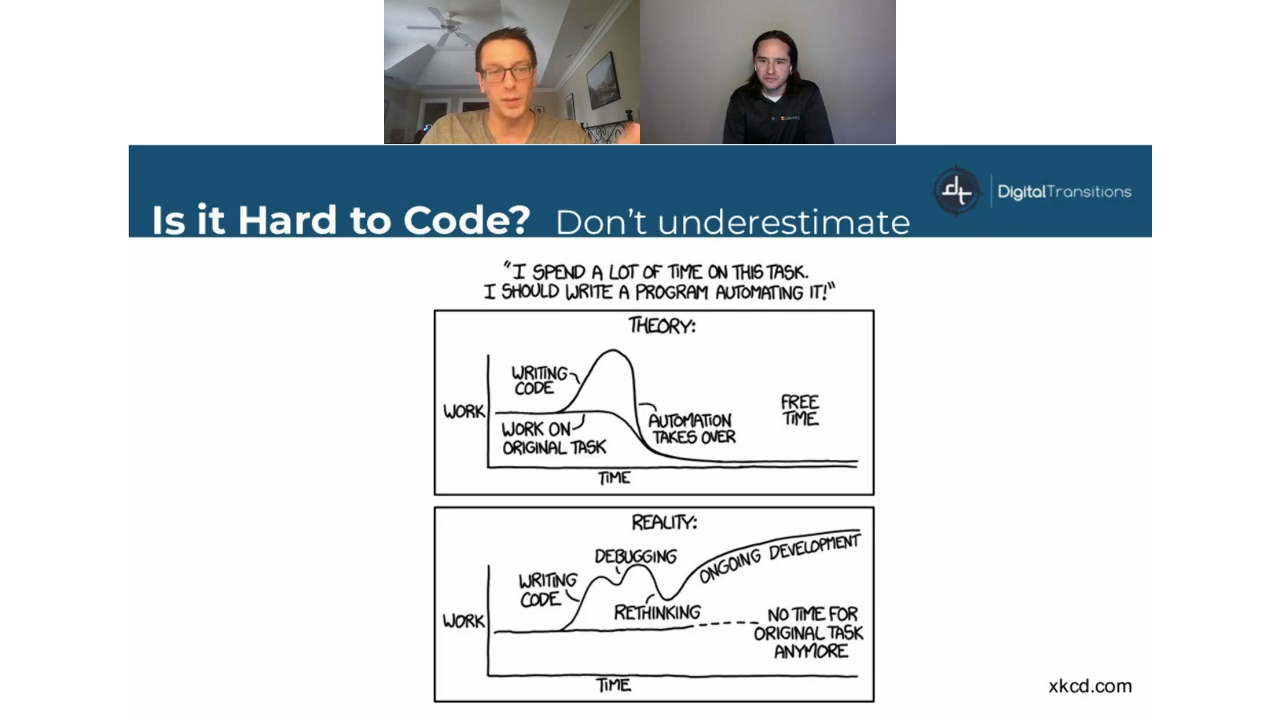 dt DigitalTransitions
Is it Hard to Code? Don't underestimate
"I SPEND A LOT OF TIME ON THIS TASK.
I SHOULD WRITE A PROGRAM AUTOMATING IT!"
THEORY:
WRITING
CODE
WORK
WORK ON
ORIGINAL TASK
AUTOMATION
TAKES OVER
FREE
TIME
TIME
REALITY:
DEBUGGING
ONGOING DEVELOPMENT
WRITING
CODE
RETHINKING
WORK
NO TIME FOR
ORIGINAL TASK
ANYMORE
TIME
xkcd.com